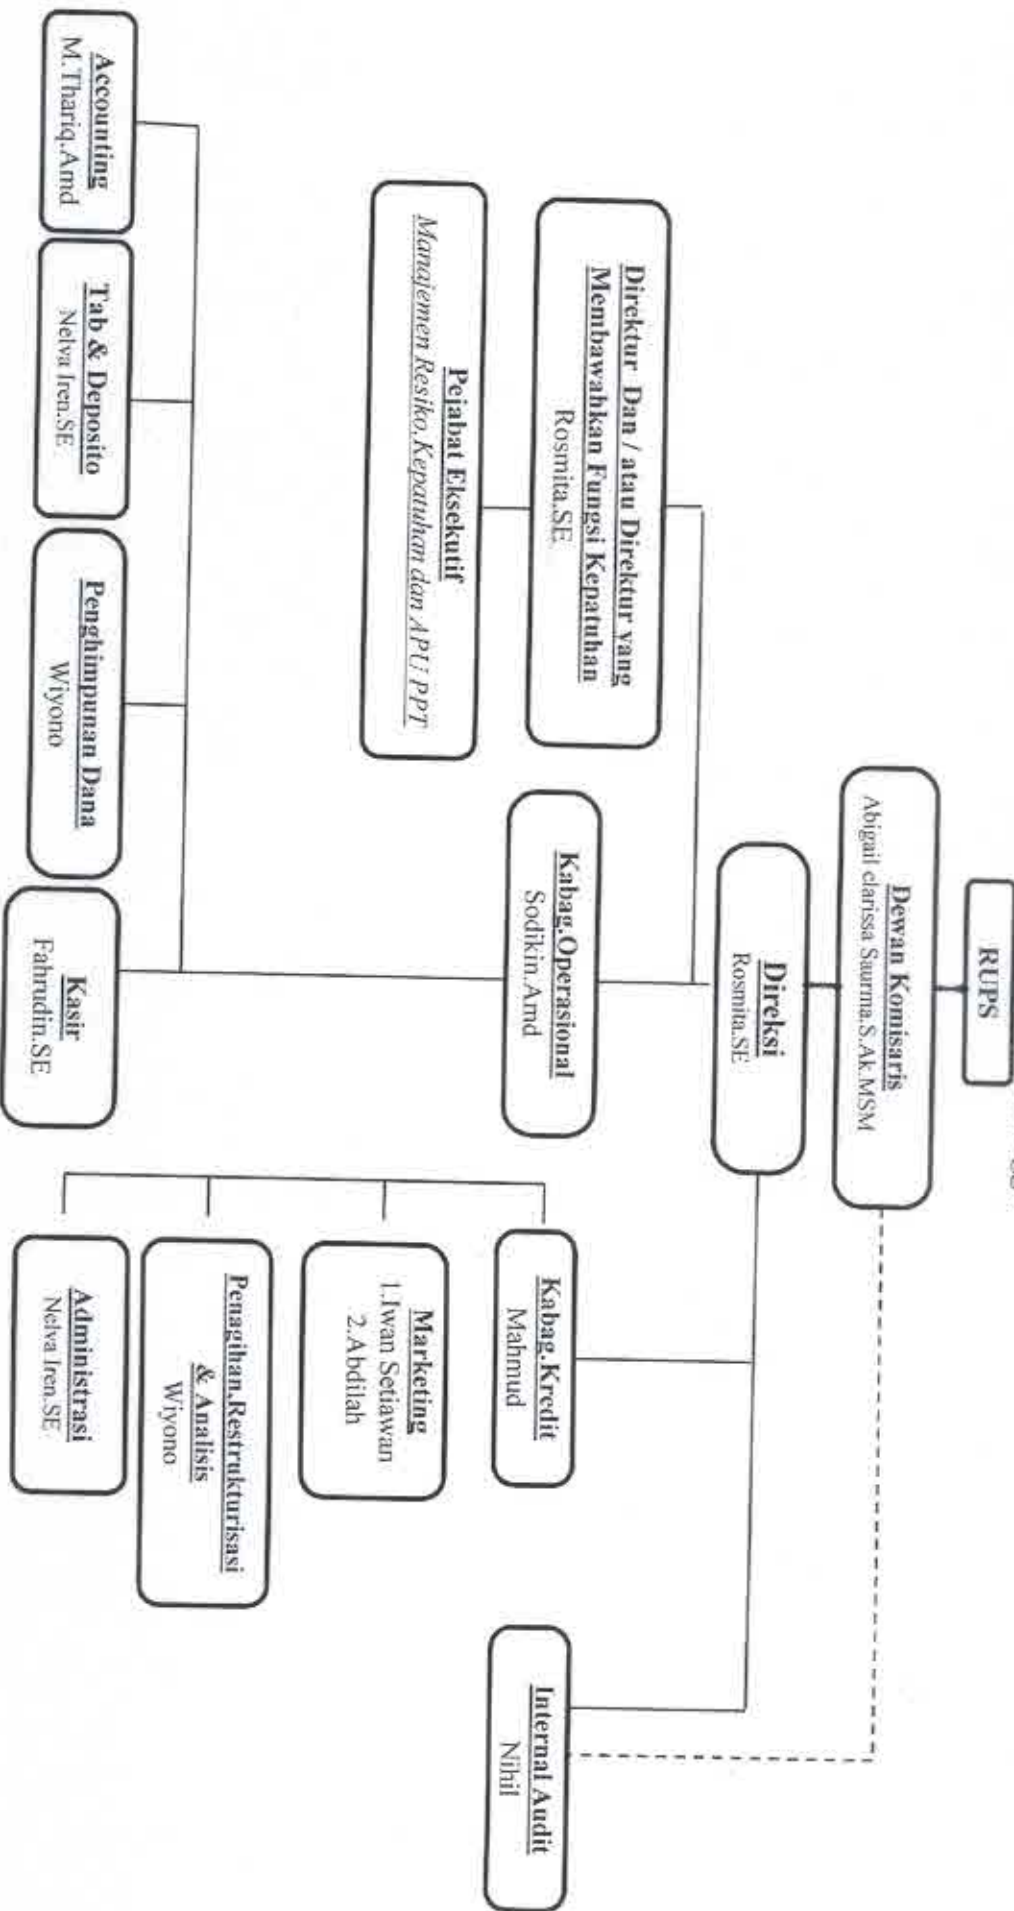 RUPS
Dewan Komisaris
Abigail clarissa Saurma.S.Ak.MSM
Direksi
Rosmita.SE
Direktur Dan / atau Direktur yang
Membawahkan Fungsi Kepatuhan
Rosmita.SE
Pejabat Eksekutif
Manajemen Resiko.Kepatuhan dan APU PPT
Kabag.Operasional
Sodikin.Amd
Kabag.Kredit
Mahmud
Internal Audit
Nihil
Marketing
1.Iwan Setiawan
2.Abdilah
Penagihan.Restrukturisasi
& Analisis
Wiyono
Administrasi
Nelva Iren.SE
Accounting
M.Thariq.Amd
Tab & Deposito
Nelva Iren.SE
Penghimpunan Dana
Wiyono
Kasir
Fahrudin.SE